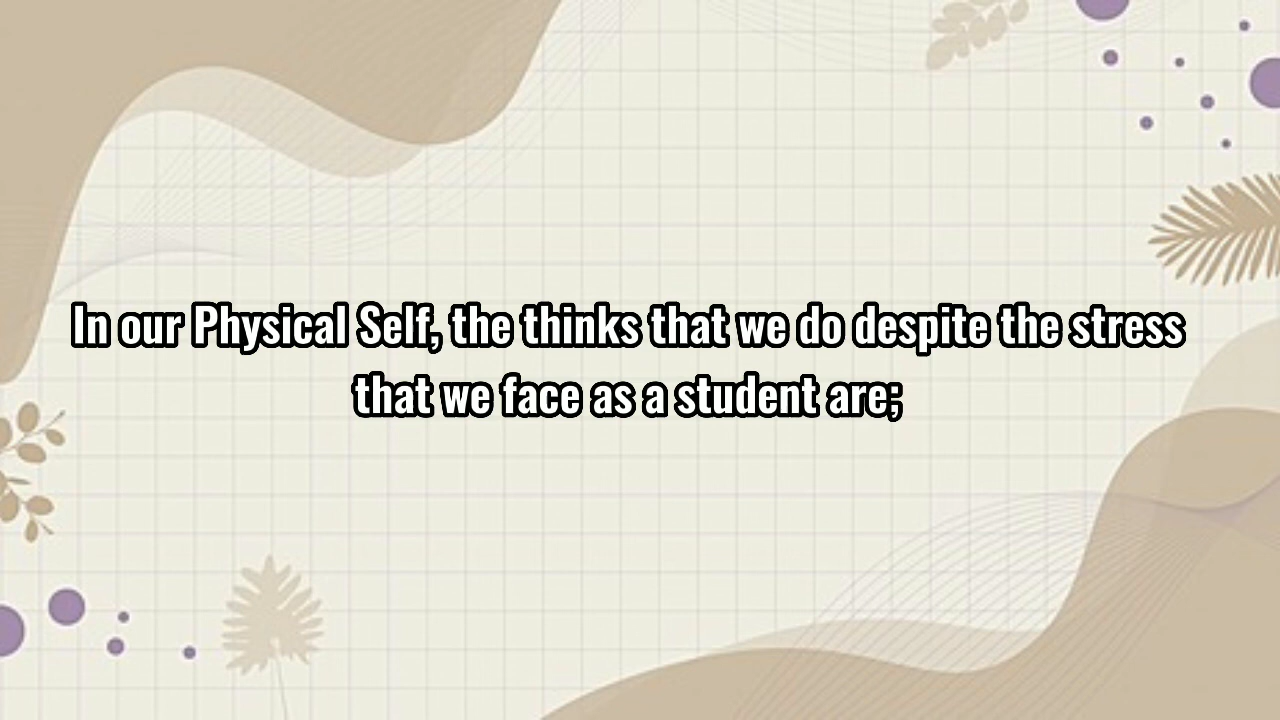 In our Physical Self, the thinks that we do despite the stress
that we face as a student are;